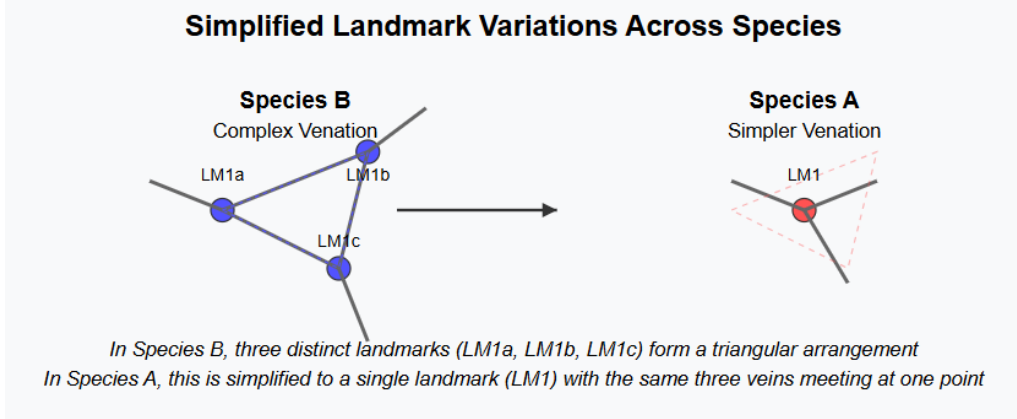 Simplified Landmark Variations Across Species
Species B
Complex Venation
LM1a
LM1b
LM1c
Species A
Simpler Venation
LM1
In Species B, three distinct landmarks (LM1a, LM1b, LM1c) form a triangular arrangement
In Species A, this is simplified to a single landmark (LM1) with the same three veins meeting at one point